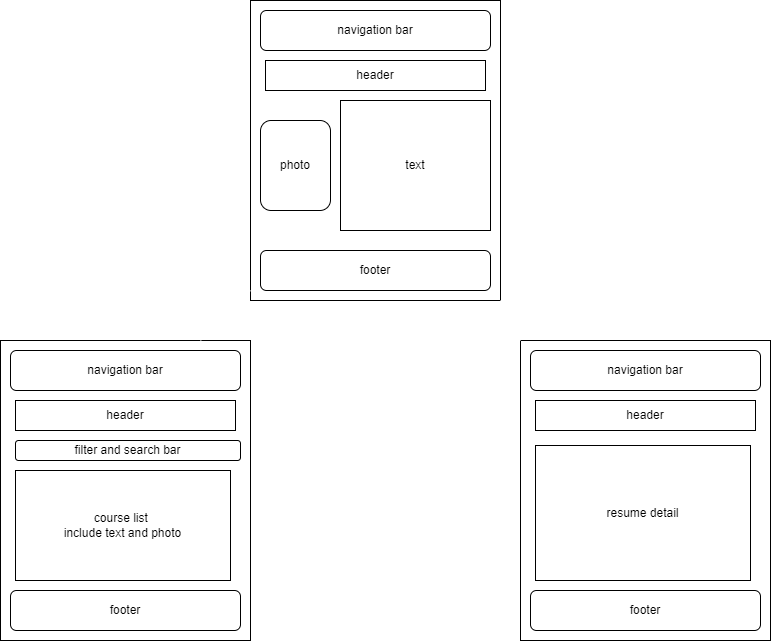 navigation bar
header
photo
text
footer
navigation bar
header
filter and search bar
course list
include text and photo
footer
navigation bar
header
resume detail
footer